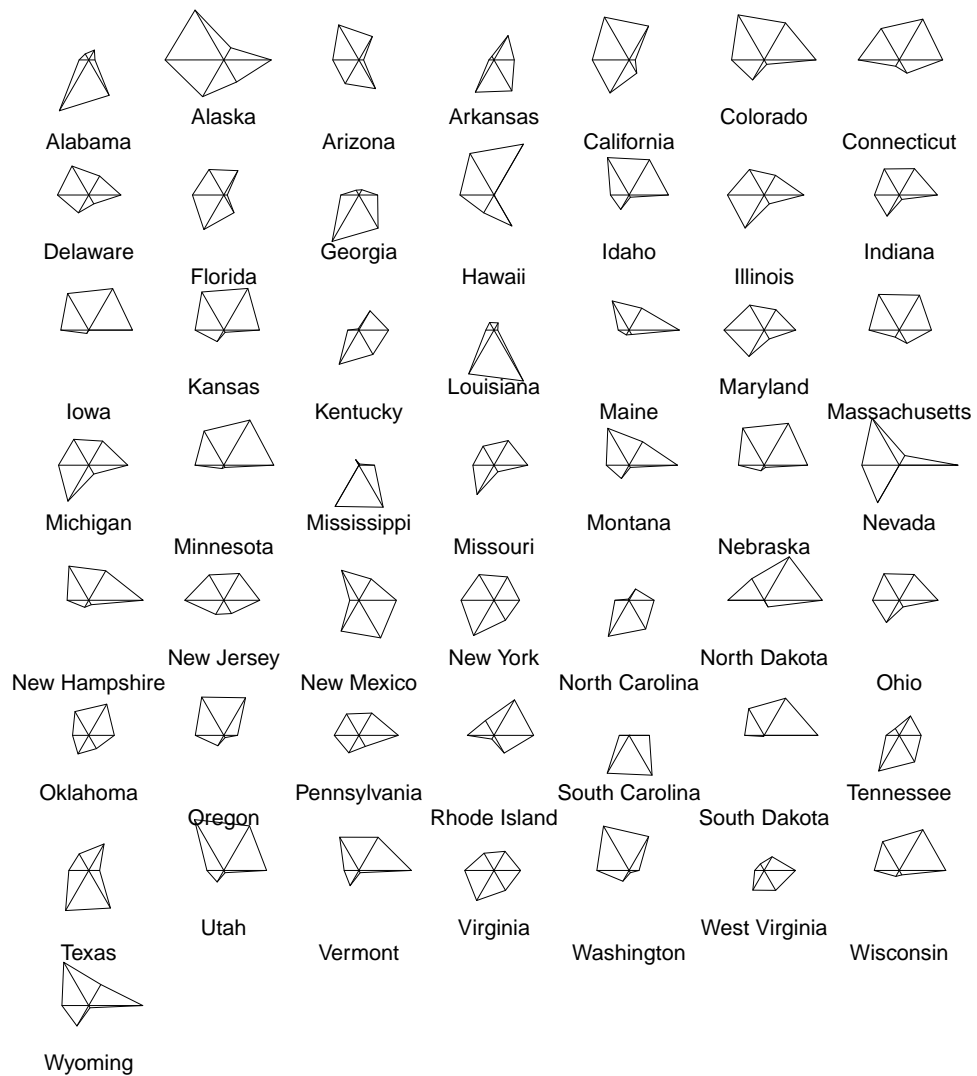 Alabama
Alaska
Arizona
Arkansas
California
Colorado
Connecticut
Delaware
Florida
Georgia
Hawaii
Idaho
Illinois
Indiana
Iowa
Kansas
Kentucky
Louisiana
Maine
Maryland
Massachusetts
Michigan
Minnesota
Mississippi
Missouri
Montana
Nebraska
Nevada
New Hampshire
New Jersey
New Mexico
New York
North Carolina
North Dakota
Ohio
Oklahoma
Oregon
Pennsylvania
Rhode Island
South Carolina
South Dakota
Tennessee
Texas
Utah
Vermont
Virginia
Washington
West Virginia
Wisconsin
Wyoming